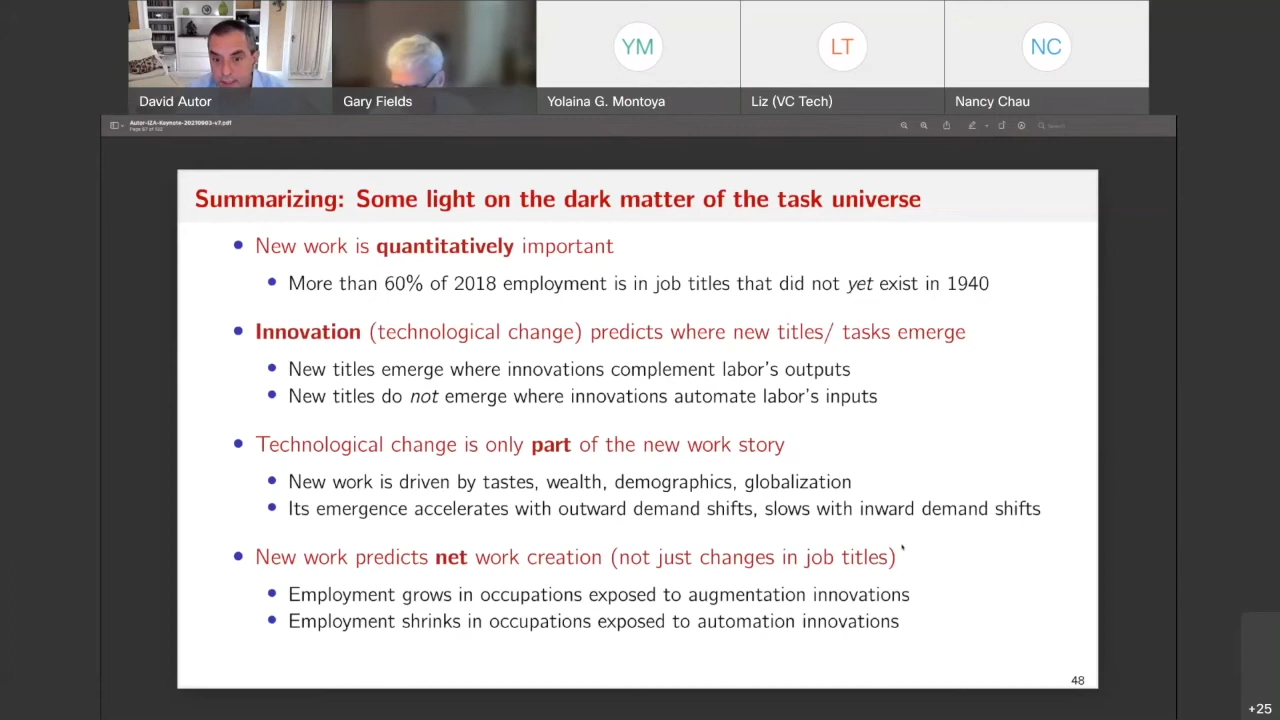 YM
LT
NC
David Autor
Gary Fields
Yolaina G. Montoya
Liz (VC Tech)
Nancy Chau
Autor-IZA-Keynote-20210903-v7.pdf
Search
Summarizing: Some light on the dark matter of the task universe
• New work is quantitatively important
• More than 60% of 2018 employment is in job titles that did not yet exist in 1940
• Innovation (technological change) predicts where new titles/ tasks emerge
• New titles emerge where innovations complement labor's outputs
• New titles do not emerge where innovations automate labor's inputs
• Technological change is only part of the new work story
• New work is driven by tastes, wealth, demographics, globalization
• Its emergence accelerates with outward demand shifts, slows with inward demand shifts
• New work predicts net work creation (not just changes in job titles)
• Employment grows in occupations exposed to augmentation innovations
• Employment shrinks in occupations exposed to automation innovations
48
+25